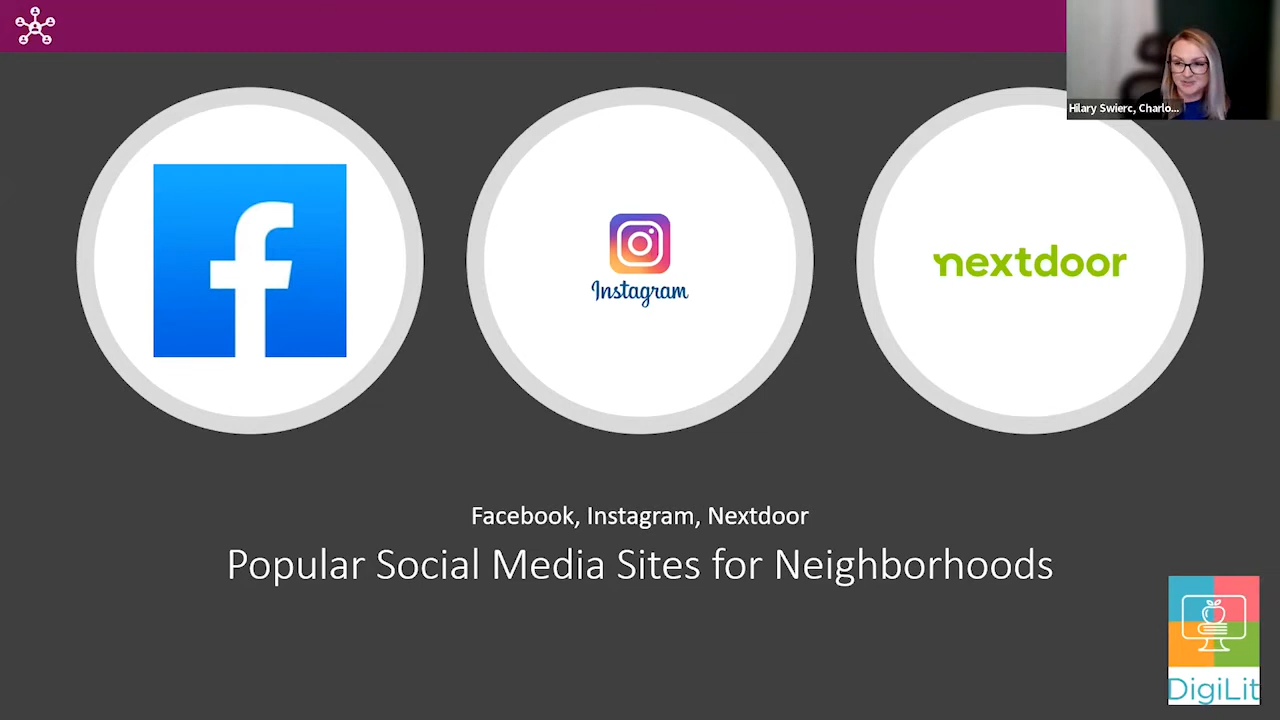 Hilary Swierc, Charlo...
Instagram
nextdoor
Facebook, Instagram, Nextdoor
Popular Social Media Sites for Neighborhoods
DigiLit